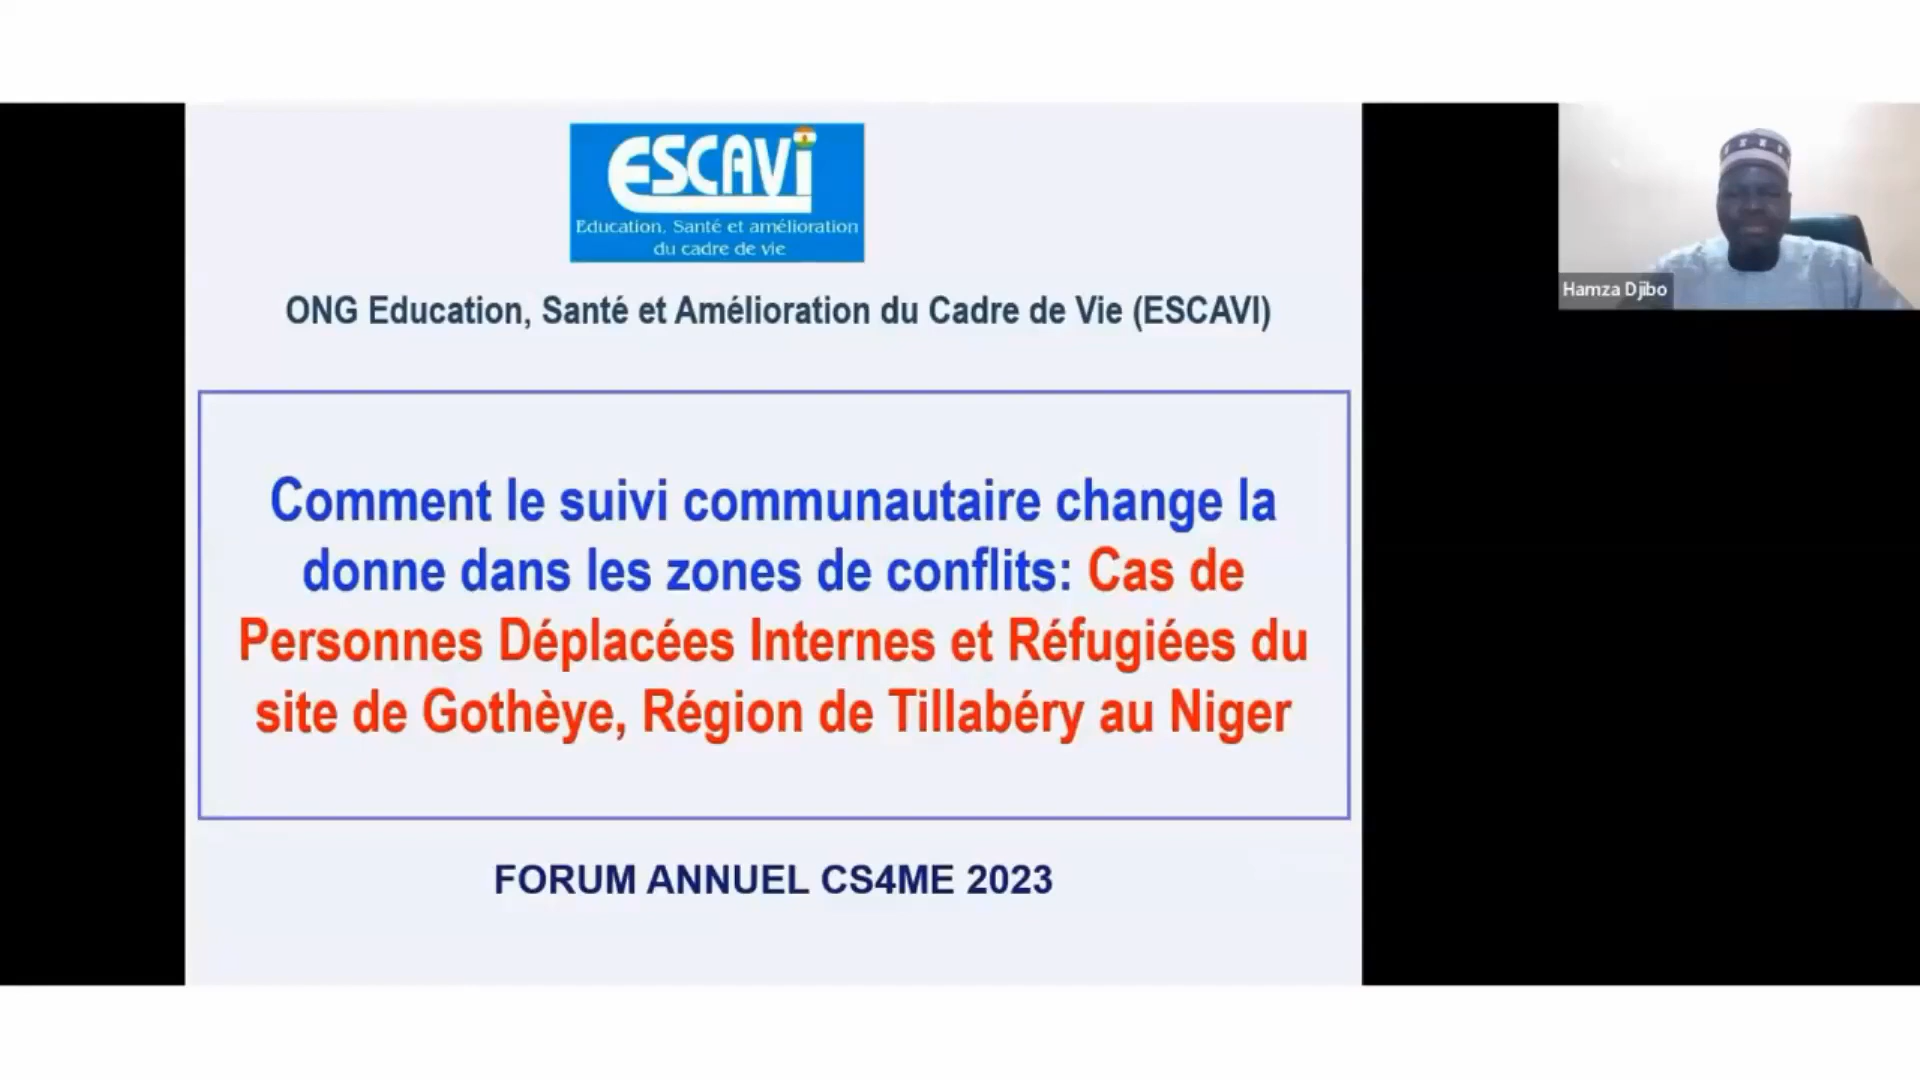 ESCAVi
Education, Santé et amélioration
du cadre de vie
ONG Education, Santé et Amélioration du Cadre de Vie (ESCAVI)
Hamza Djibo
Comment le suivi communautaire change la
donne dans les zones de conflits: Cas de
Personnes Déplacées Internes et Réfugiées du
site de Gothèye, Région de Tillabéry au Niger
FORUM ANNUEL CS4ME 2023